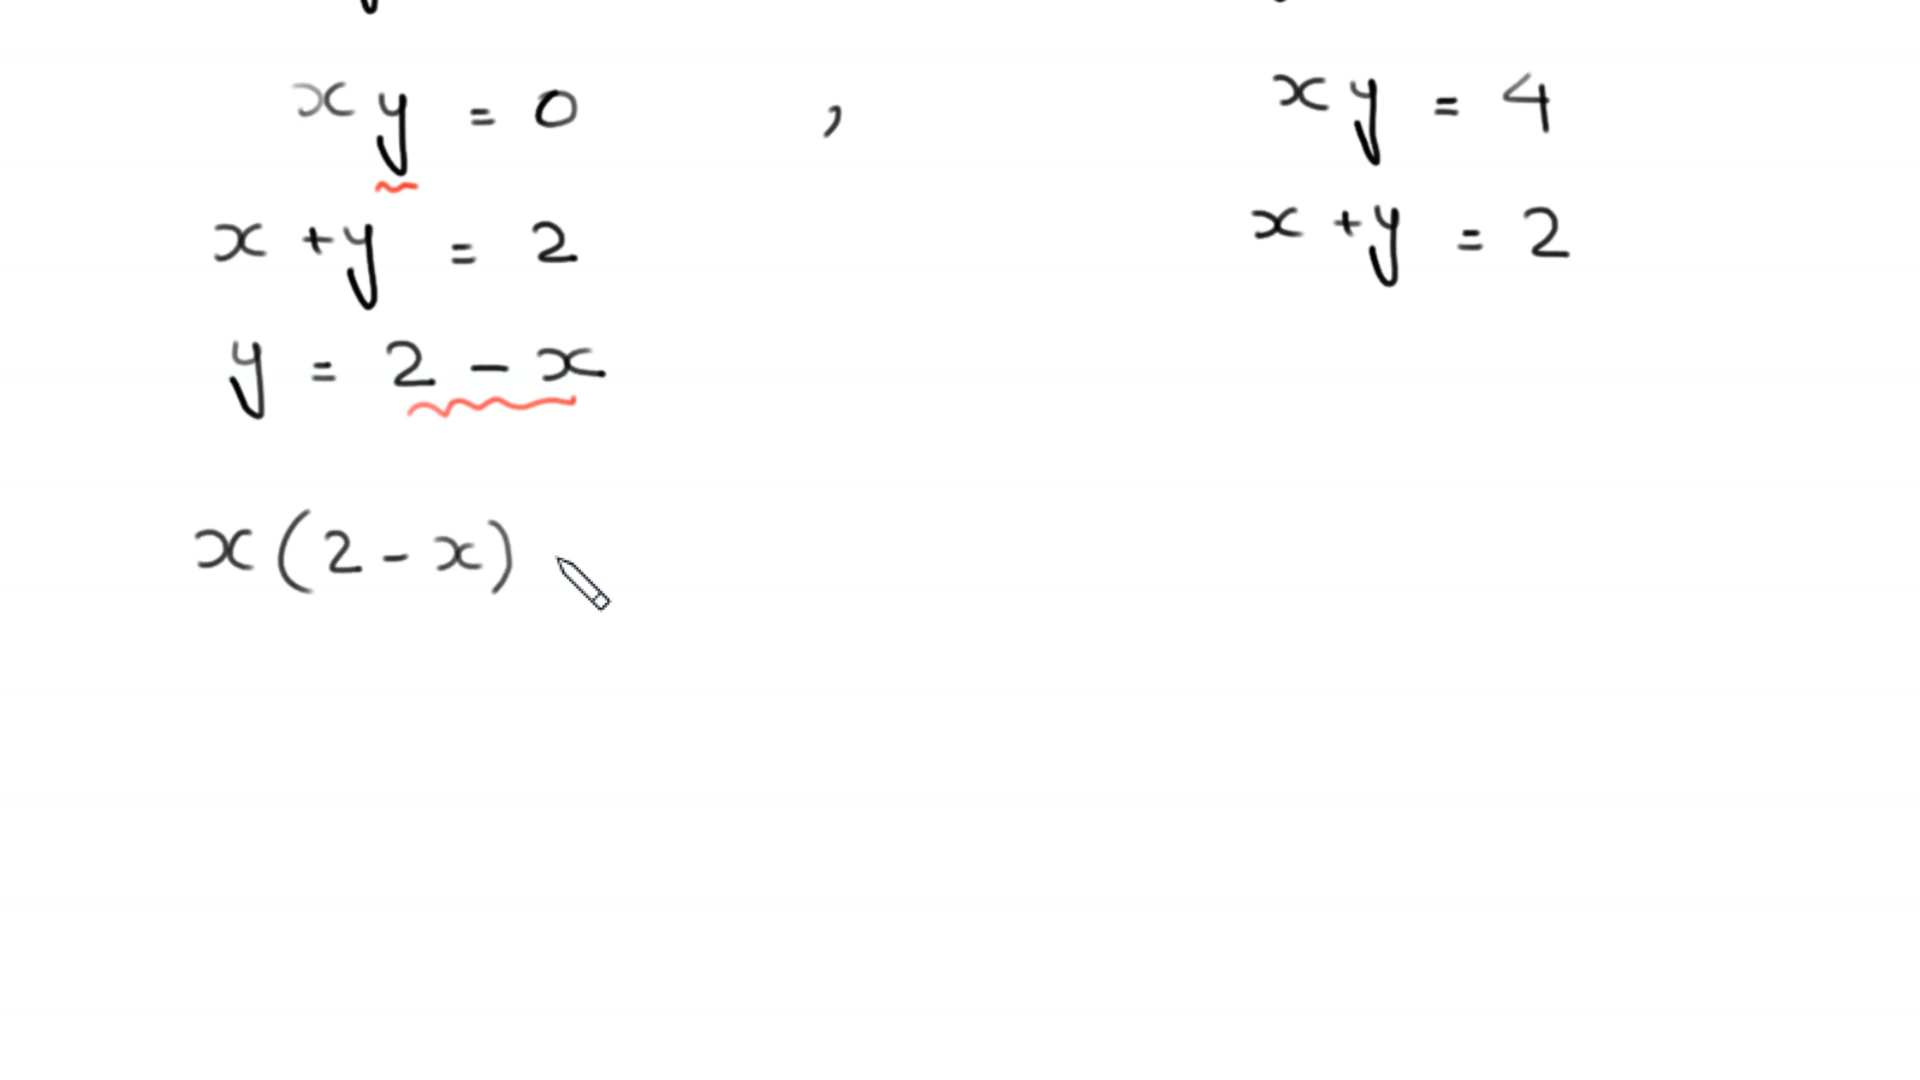 xy = 0 , xy = 4
x + y = 2 x + y = 2
y = 2 - x
x(2 - x)